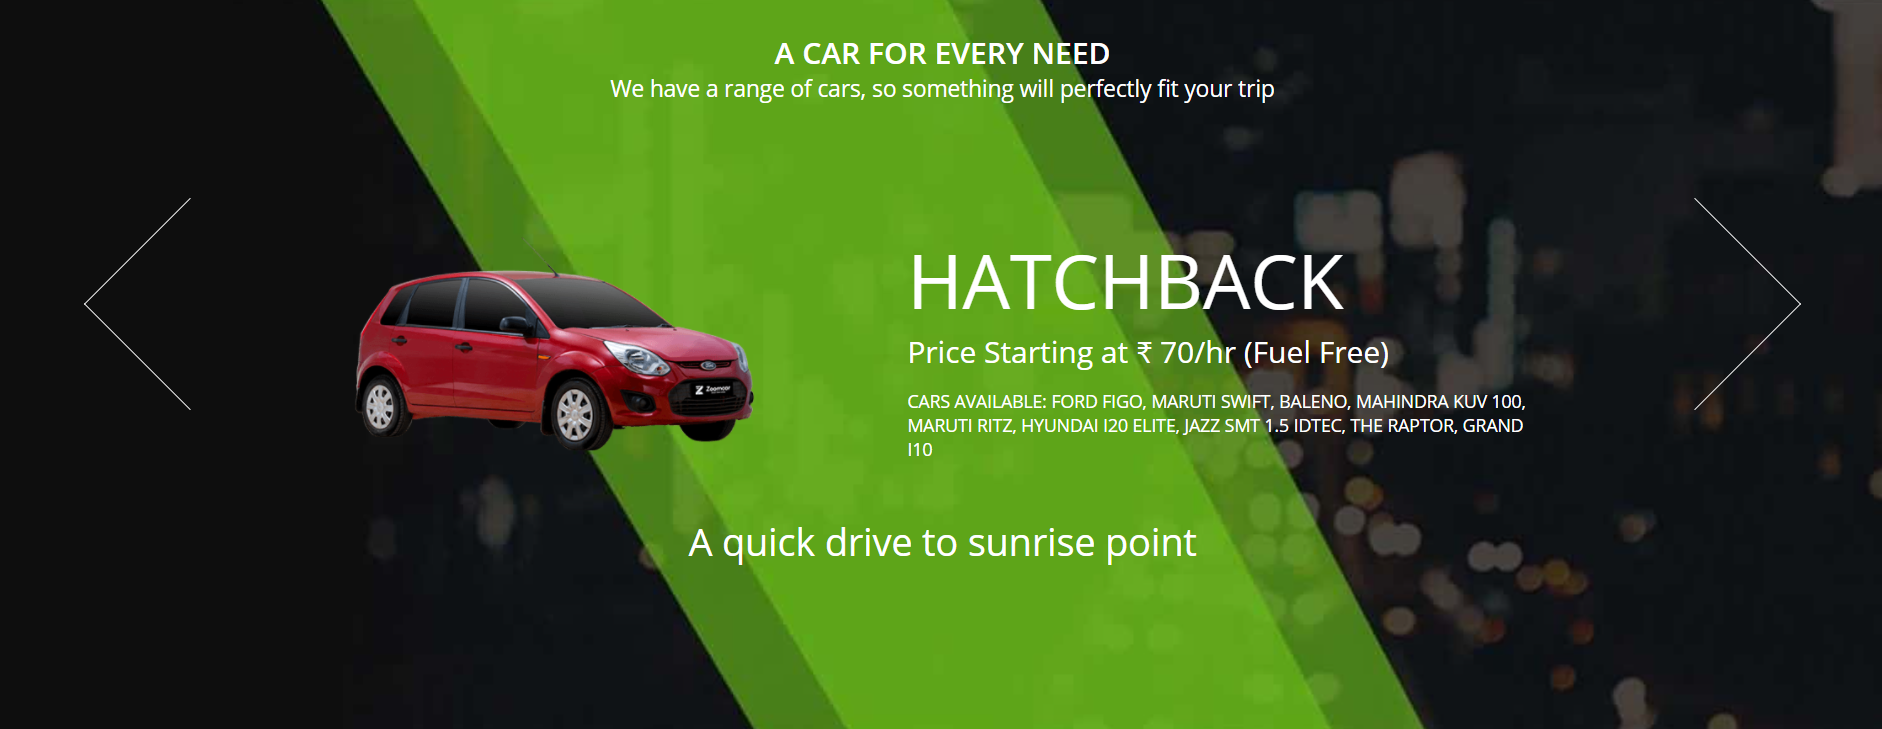 A CAR FOR EVERY NEED
We have a range of cars, so something will perfectly fit your trip
HATCHBACK
Price Starting at ₹ 70/hr (Fuel Free)
CARS AVAILABLE: FORD FIGO, MARUTI SWIFT, BALENO, MAHINDRA KUV 100,
MARUTI RITZ, HYUNDAI I20 ELITE, JAZZ SMT 1.5 IDTEC, THE RAPTOR, GRAND
I10
Zoomcar
A quick drive to sunrise point